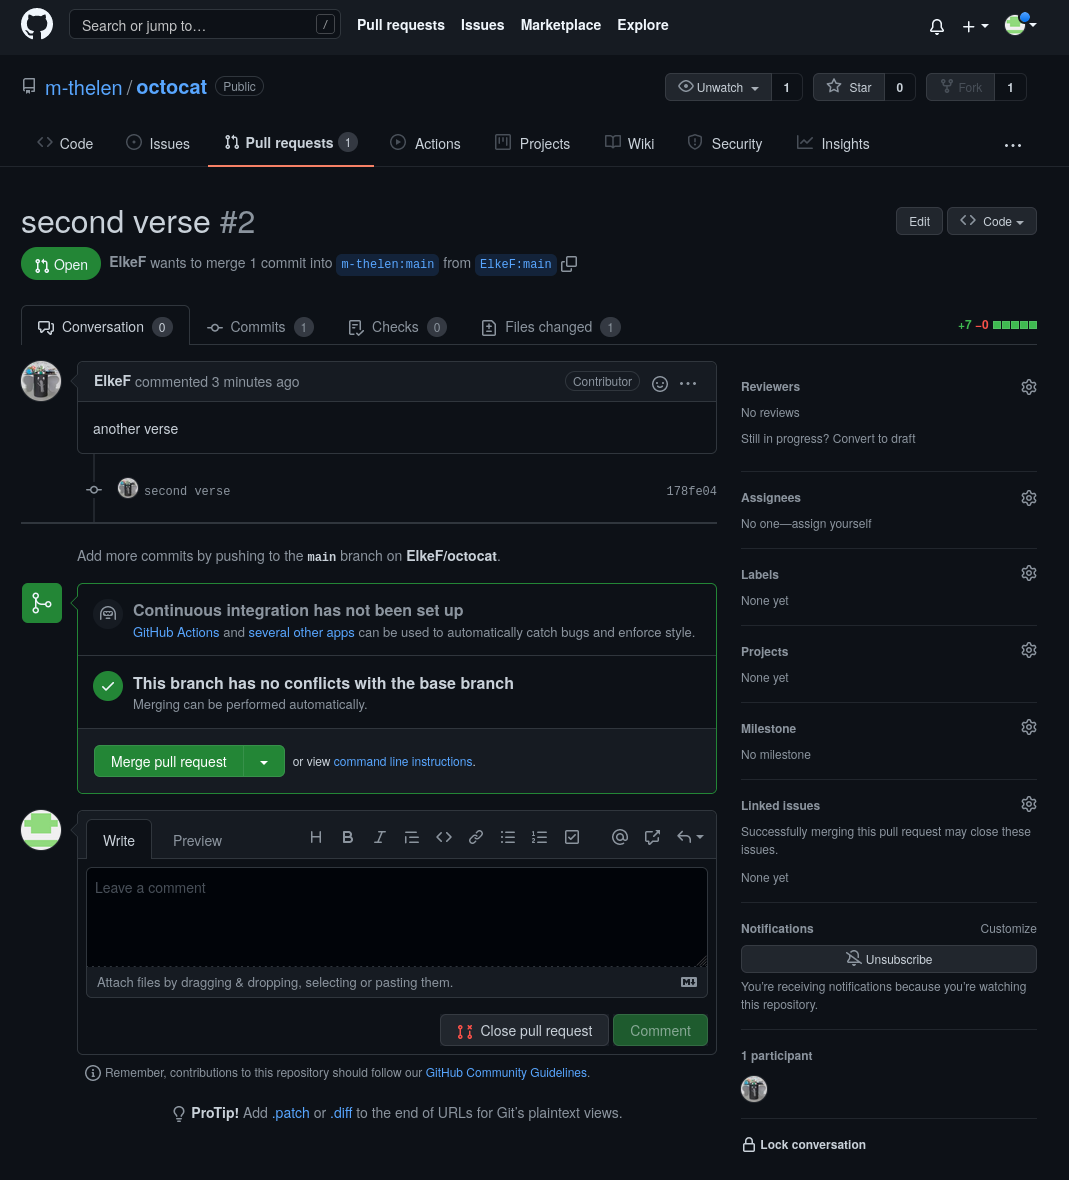 Search or jump to… /
Pull requests Issues Marketplace Explore
m-thelen / octocat Public
Unwatch 1 Star 0 Fork 1
Code Issues Pull requests 1 Actions Projects Wiki Security Insights
second verse #2
Edit Code
Open ElkeF wants to merge 1 commit into m-thelen:main from ElkeF:main
Conversation 0 Commits 1 Checks 0 Files changed 1
+7 −0
ElkeF commented 3 minutes ago Contributor
another verse
second verse 178fe04
Add more commits by pushing to the main branch on ElkeF/octocat.
Continuous integration has not been set up
GitHub Actions and several other apps can be used to automatically catch bugs and enforce style.
This branch has no conflicts with the base branch
Merging can be performed automatically.
Merge pull request or view command line instructions.
Write Preview
Leave a comment
Attach files by dragging & dropping, selecting or pasting them.
Close pull request Comment
Remember, contributions to this repository should follow our GitHub Community Guidelines.
ProTip! Add .patch or .diff to the end of URLs for Git's plaintext views.
Reviewers
No reviews
Still in progress? Convert to draft
Assignees
No one—assign yourself
Labels
None yet
Projects
None yet
Milestone
No milestone
Linked issues
Successfully merging this pull request may close these
issues.
None yet
Notifications Customize
Unsubscribe
You're receiving notifications because you're watching
this repository.
1 participant
Lock conversation